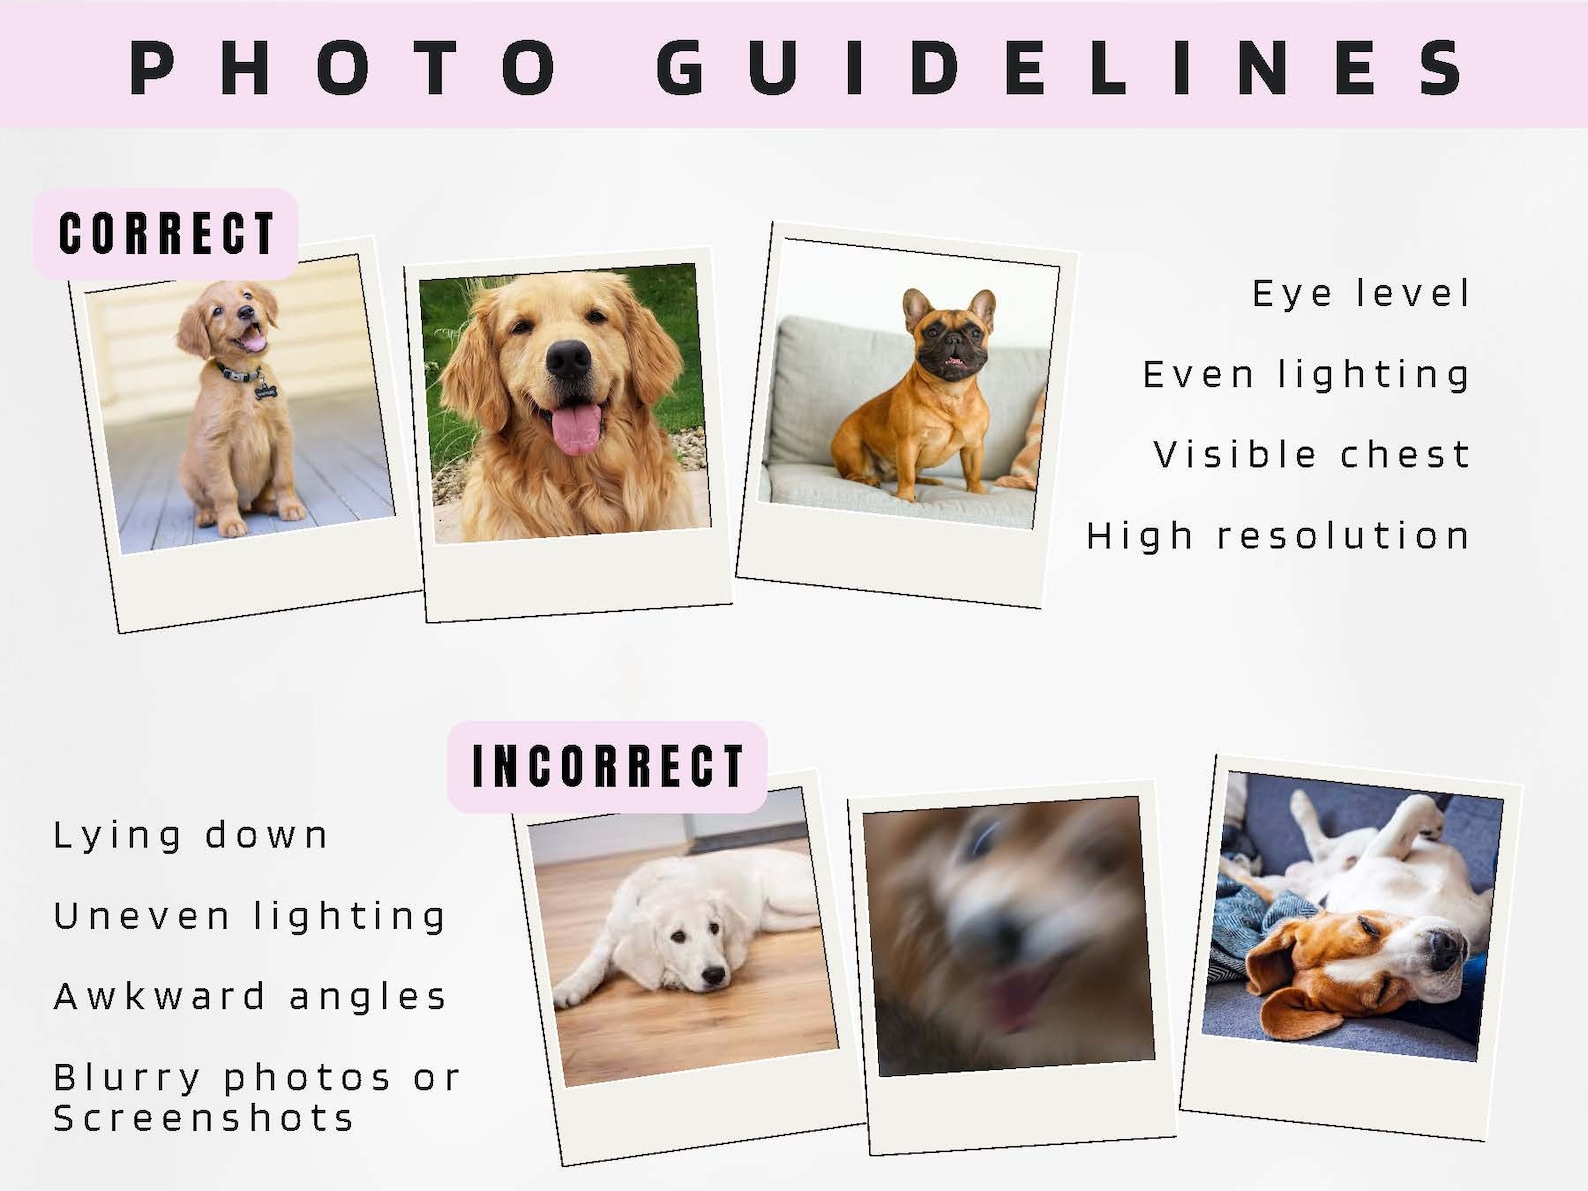 PHOTO GUIDELINES
CORRECT
Eye level
Even lighting
Visible chest
High resolution
INCORRECT
Lying down
Uneven lighting
Awkward angles
Blurry photos or
Screenshots